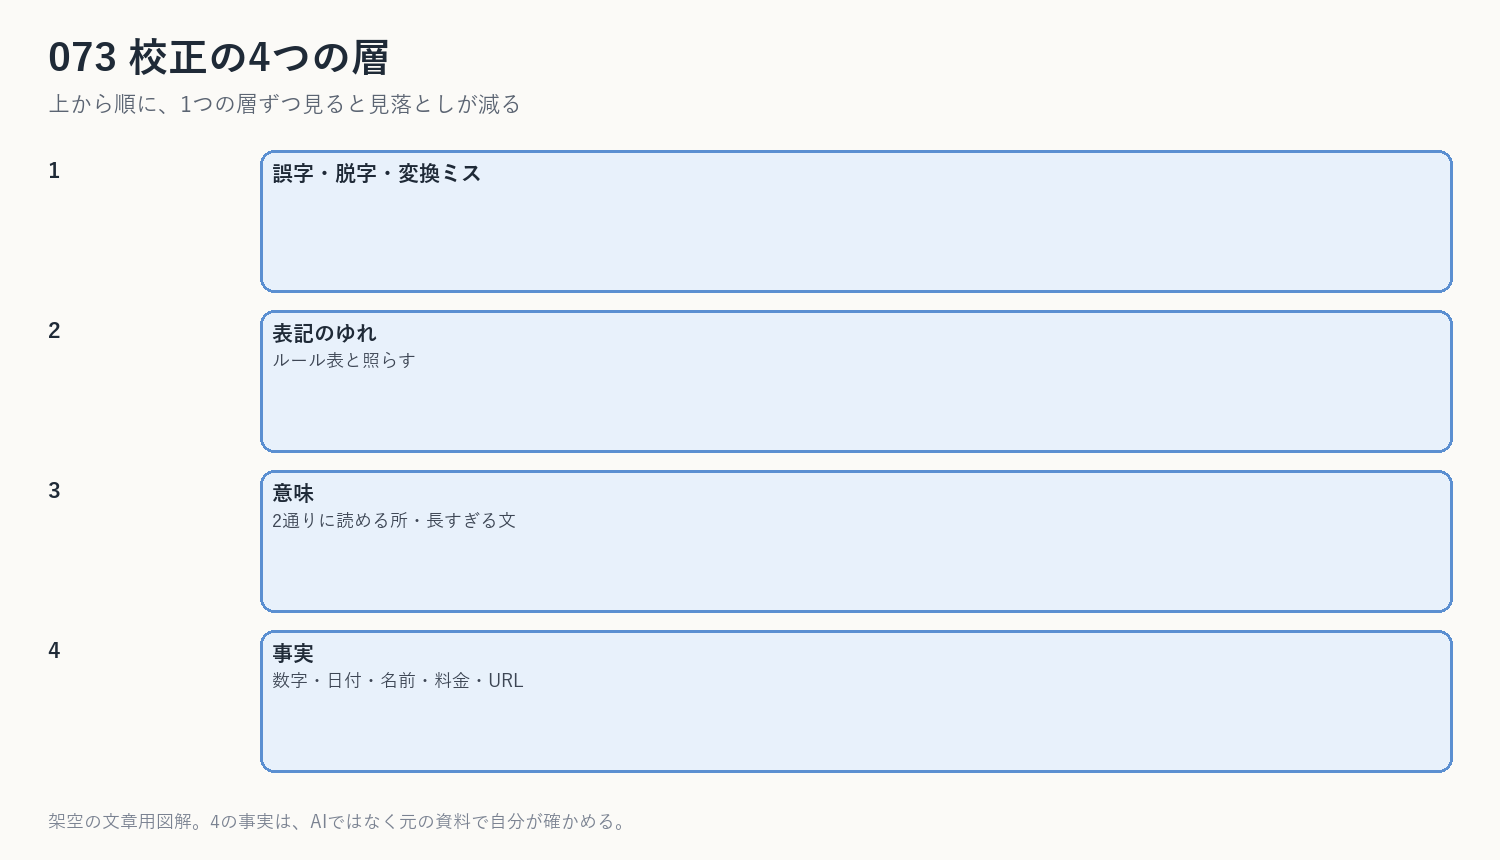 073 校正の4つの層
上から順に、1つの層ずつ見ると見落としが減る
1
誤字・脱字・変換ミス
2
表記のゆれ
ルール表と照らす
3
意味
2通りに読める所・長すぎる文
4
事実
数字・日付・名前・料金・URL
架空の文章用図解。4の事実は、AIではなく元の資料で自分が確かめる。